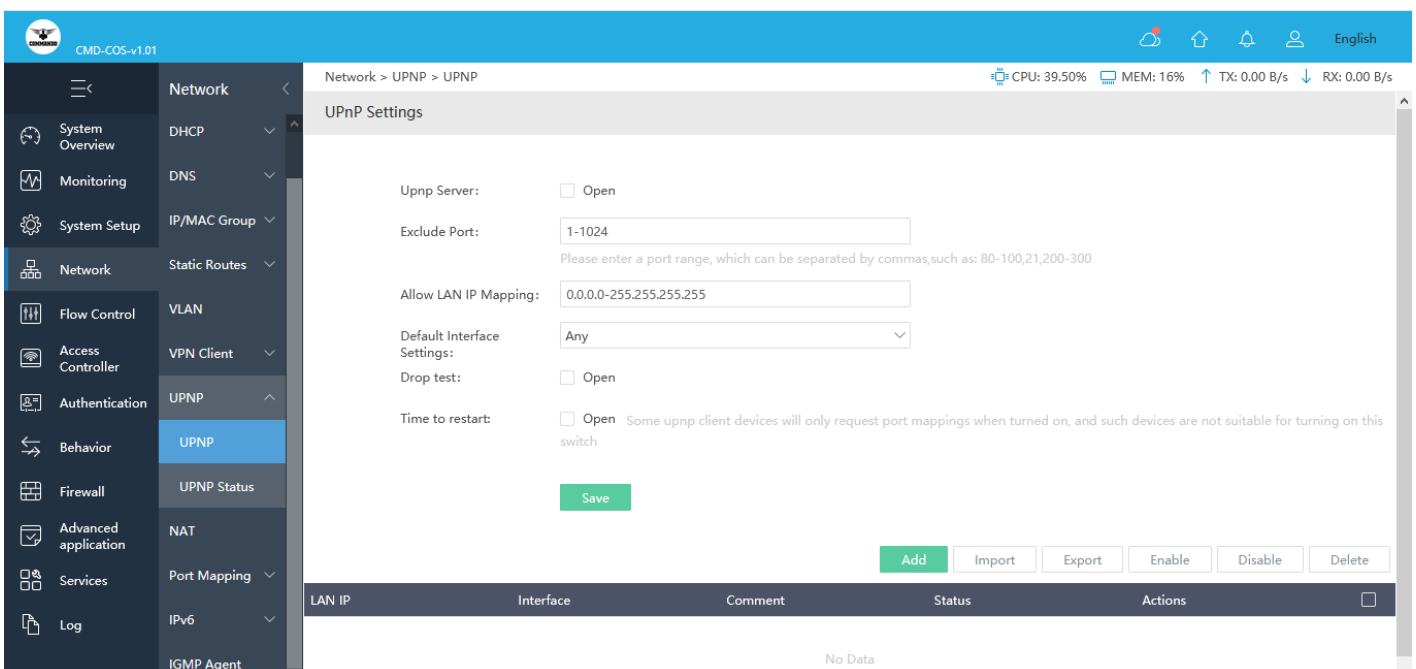 COMMANDO
CMD-COS-v1.01
English
Network > UPNP > UPNP
CPU: 39.50%
MEM: 16%
TX: 0.00 B/s
RX: 0.00 B/s
System
Overview
Monitoring
System Setup
Network
Flow Control
Access
Controller
Authentication
Behavior
Firewall
Advanced
application
Services
Log
Network
DHCP
DNS
IP/MAC Group
Static Routes
VLAN
VPN Client
UPNP
UPNP
UPNP Status
NAT
Port Mapping
IPv6
IGMP Agent
UPnP Settings
Upnp Server:
Open
Exclude Port:
1-1024
Please enter a port range, which can be separated by commas,such as: 80-100,21,200-300
Allow LAN IP Mapping:
0.0.0.0-255.255.255.255
Default Interface
Settings:
Any
Drop test:
Open
Time to restart:
Open Some upnp client devices will only request port mappings when turned on, and such devices are not suitable for turning on this
switch
Save
Add
Import
Export
Enable
Disable
Delete
LAN IP
Interface
Comment
Status
Actions
No Data